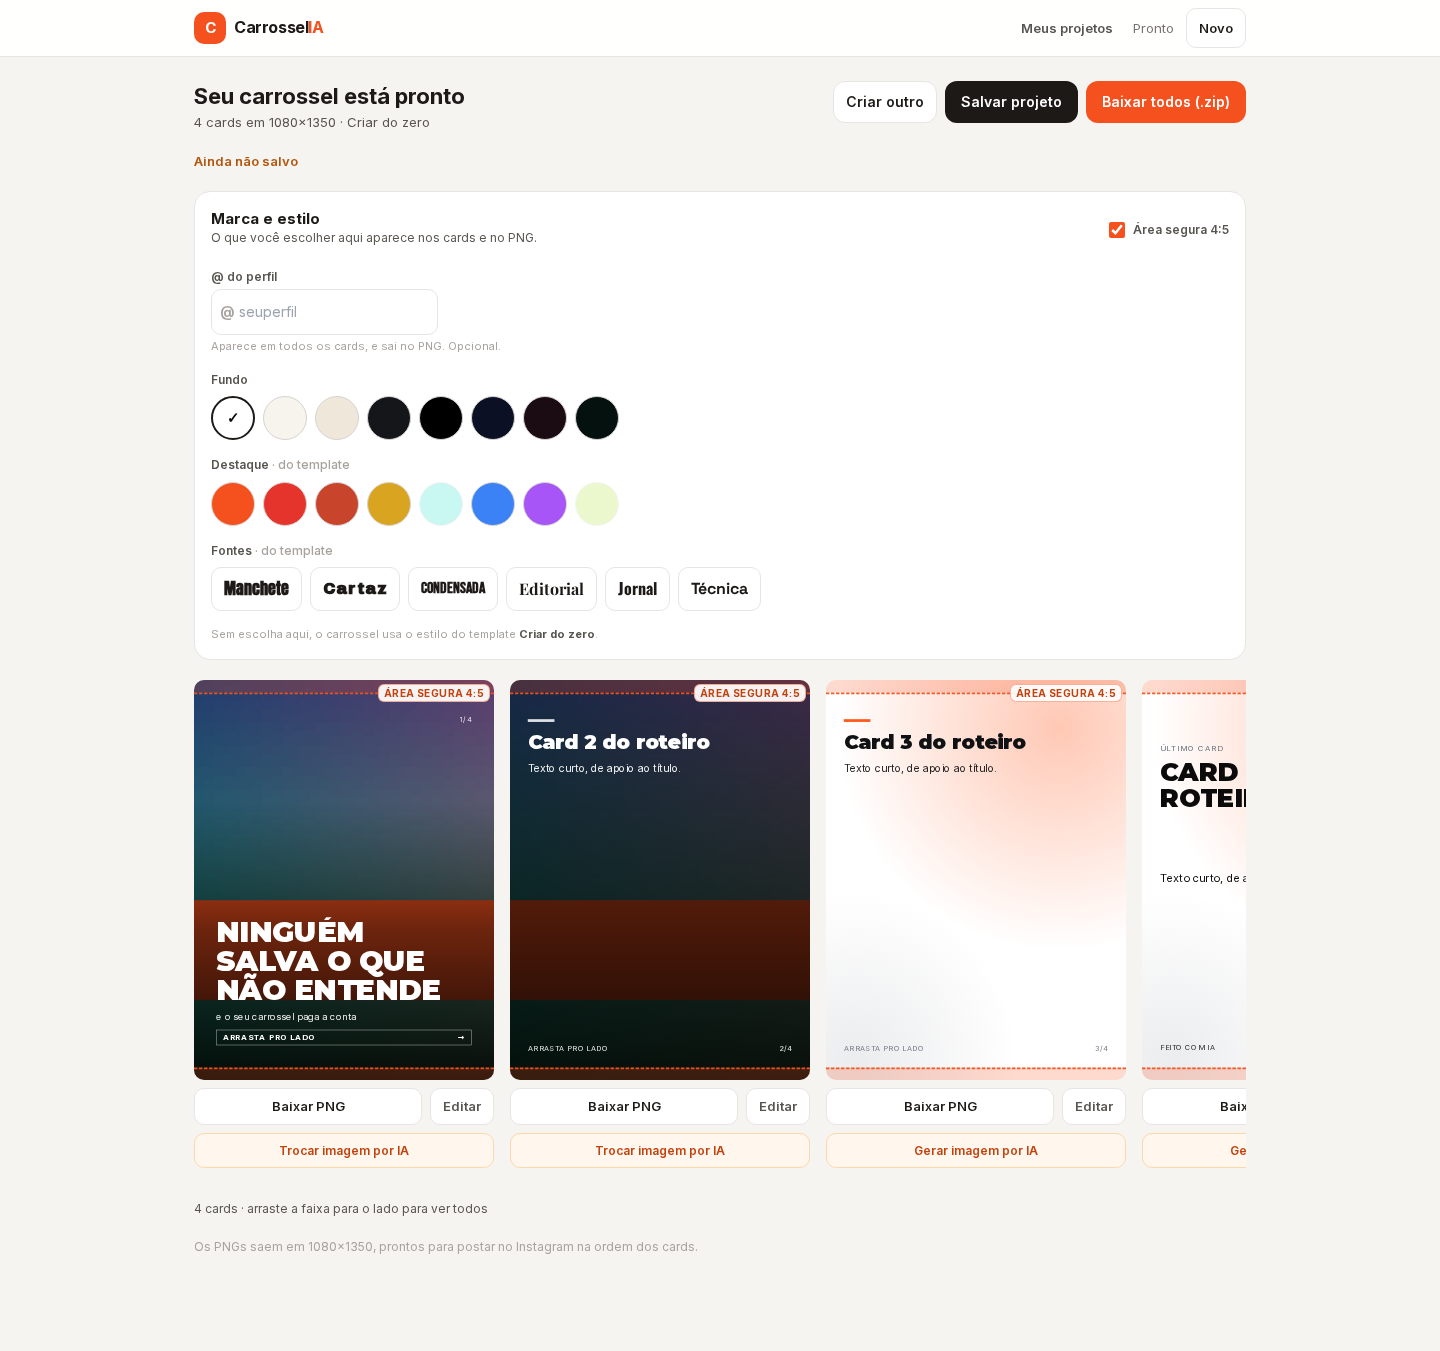 C CarrosselIA
Meus projetos Pronto Novo
Seu carrossel está pronto
4 cards em 1080×1350 · Criar do zero
Criar outro Salvar projeto Baixar todos (.zip)
Ainda não salvo
Marca e estilo
O que você escolher aqui aparece nos cards e no PNG.
Área segura 4:5
@ do perfil
@ seuperfil
Aparece em todos os cards, e sai no PNG. Opcional.
Fundo
✓
Destaque · do template
Fontes · do template
Manchete Cartaz CONDENSADA Editorial Jornal Técnica
Sem escolha aqui, o carrossel usa o estilo do template Criar do zero.
ÁREA SEGURA 4:5
1/4
NINGUÉM
SALVA O QUE
NÃO ENTENDE
e o seu carrossel paga a conta
ARRASTA PRO LADO →
Baixar PNG Editar
Trocar imagem por IA
ÁREA SEGURA 4:5
Card 2 do roteiro
Texto curto, de apoio ao título.
ARRASTA PRO LADO 2/4
Baixar PNG Editar
Trocar imagem por IA
ÁREA SEGURA 4:5
Card 3 do roteiro
Texto curto, de apoio ao título.
ARRASTA PRO LADO 3/4
Baixar PNG Editar
Gerar imagem por IA
ÚLTIMO CARD
CARD
ROTEI
Texto curto, de a
FEITO COM IA
Baix
Ge
4 cards · arraste a faixa para o lado para ver todos
Os PNGs saem em 1080×1350, prontos para postar no Instagram na ordem dos cards.